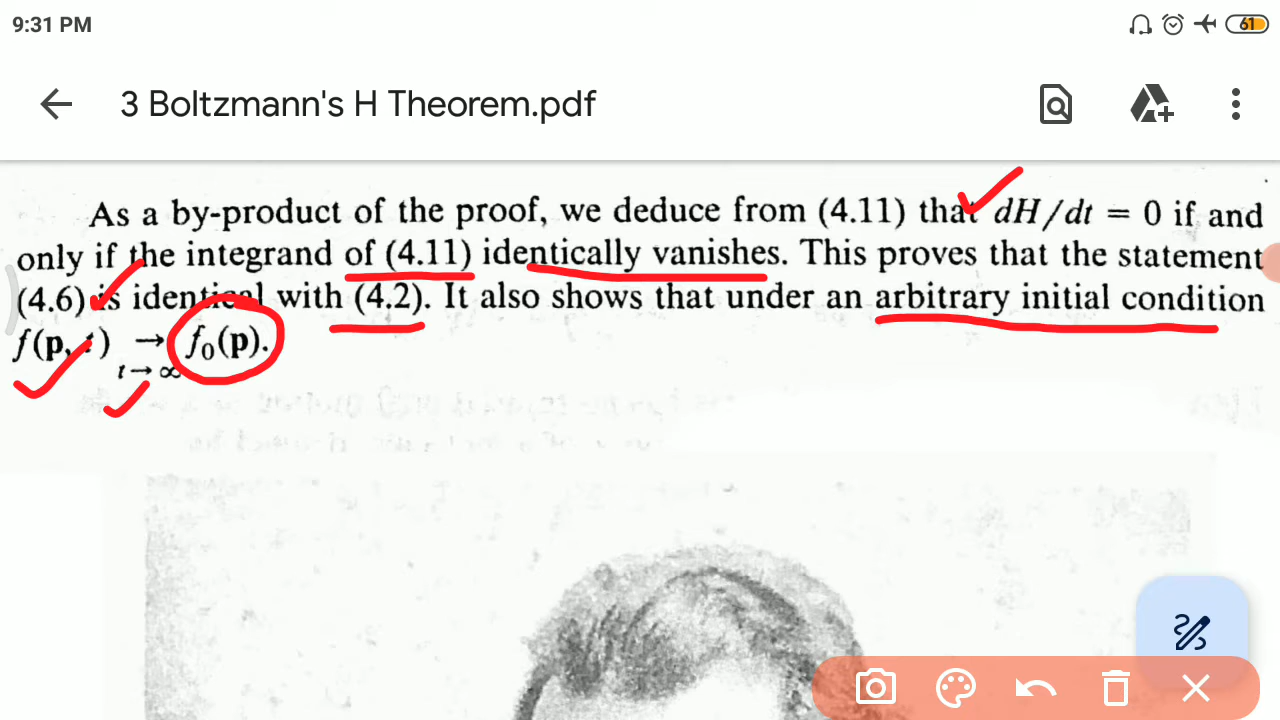 9:31 PM
61
3 Boltzmann's H Theorem.pdf
As a by-product of the proof, we deduce from (4.11) that dH/dt = 0 if and
only if the integrand of (4.11) identically vanishes. This proves that the statement
(4.6) is identical with (4.2). It also shows that under an arbitrary initial condition
f(p, t) → f₀(p).
t→∞